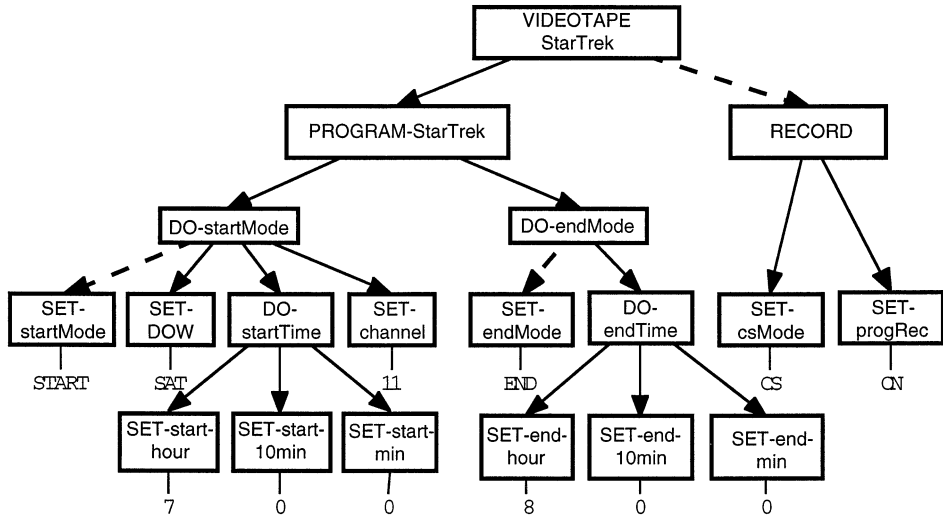 VIDEOTAPE
StarTrek
PROGRAM-StarTrek
RECORD
DO-startMode
DO-endMode
SET-
startMode
SET-
DOW
DO-
startTime
SET-
channel
SET-
endMode
DO-
endTime
SET-
csMode
SET-
progRec
START
SAT
11
END
CS
ON
SET-start-
hour
SET-start-
10min
SET-start-
min
SET-end-
hour
SET-end-
10min
SET-end-
min
7
0
0
8
0
0